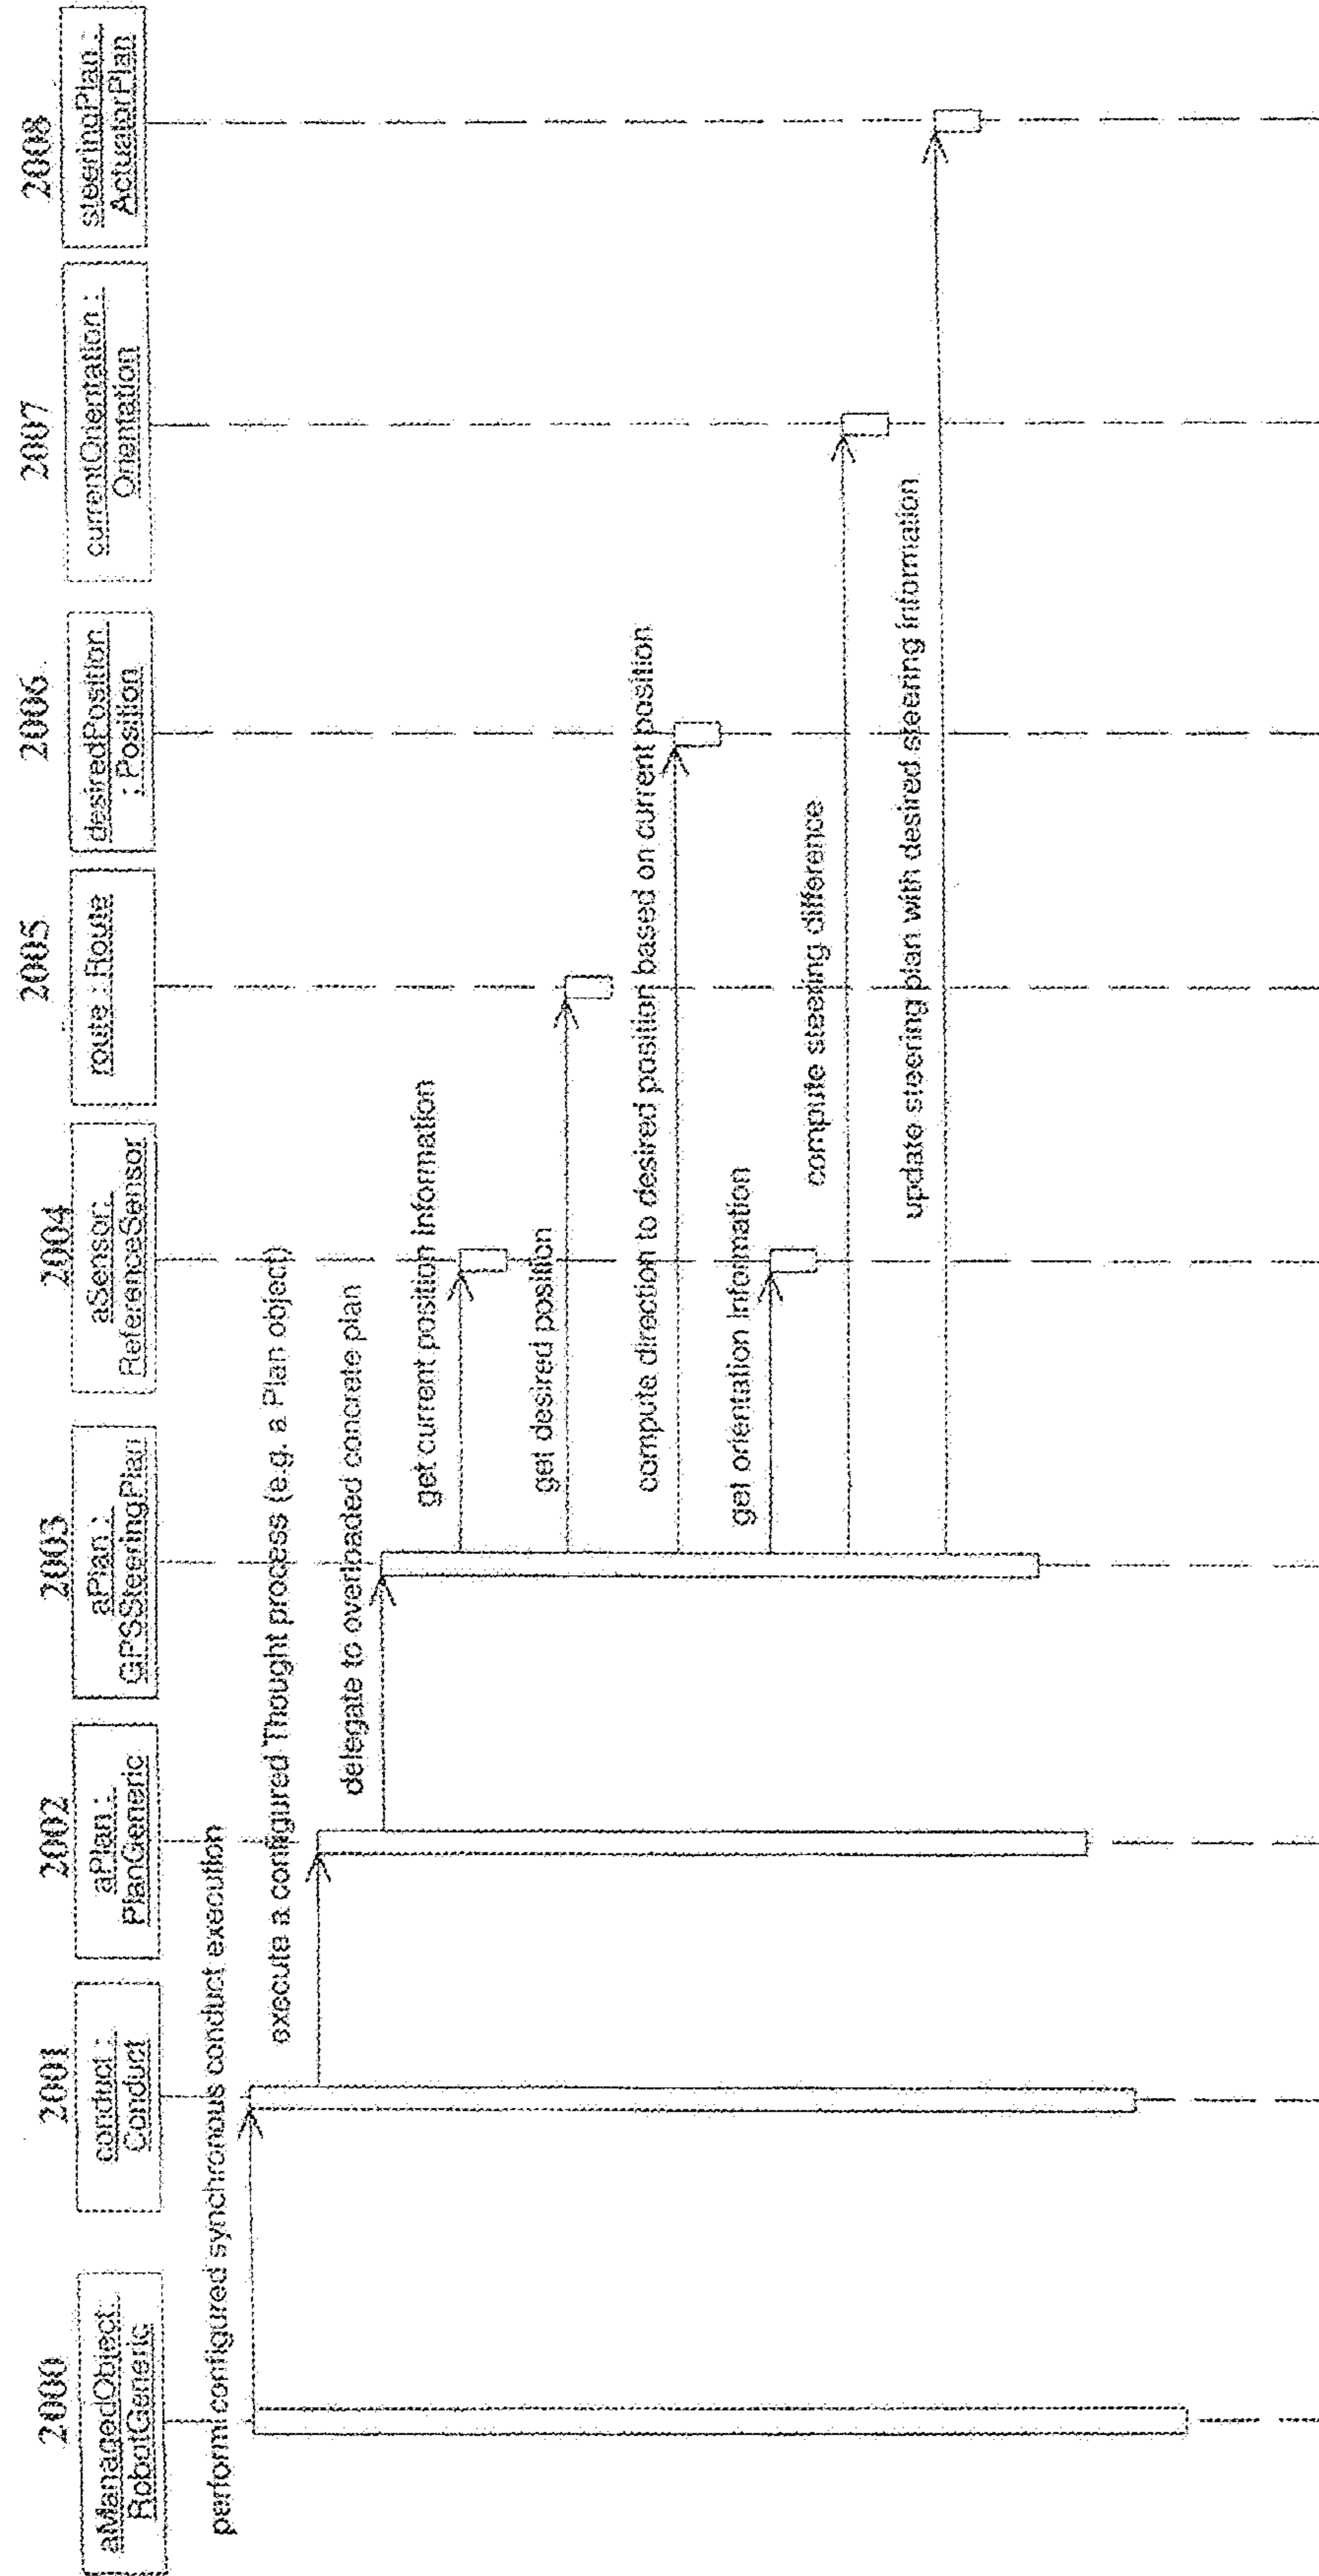 2000
aManagedObject:
RobotGeneric
2001
conduct :
Conduct
2002
aPlan :
PlanGeneric
2003
aPlan :
GPSSteeringPlan
2004
aSensor:
ReferenceSensor
2005
route : Route
2006
desiredPosition
: Position
2007
currentOrientation :
Orientation
2008
steeringPlan :
ActuatorPlan
perform configured synchronous conduct execution
execute a configured Thought process (e.g. a Plan object)
delegate to overloaded concrete plan
get current position information
get desired position
compute direction to desired position based on current position
get orientation information
compute steering difference
update steering plan with desired steering information